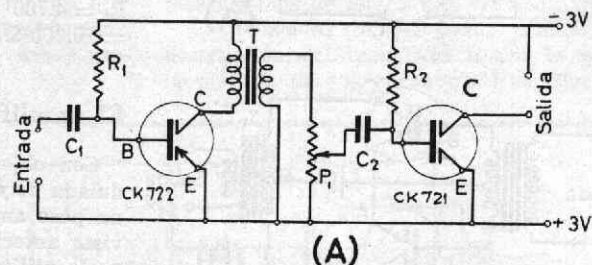 − 3V
T
R₁
R₂
C
C
Entrada
C₁
B
E
CK722
P₁
C₂
E
CK721
Salida
+ 3V
(A)